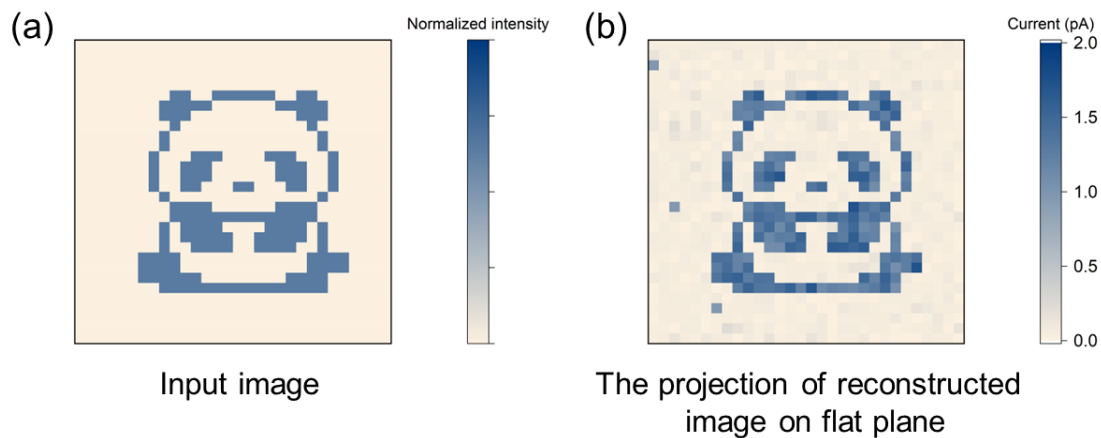 (a)
Normalized intensity
Input image
(b)
Current (pA)
2.0
1.5
1.0
0.5
0.0
The projection of reconstructed
image on flat plane